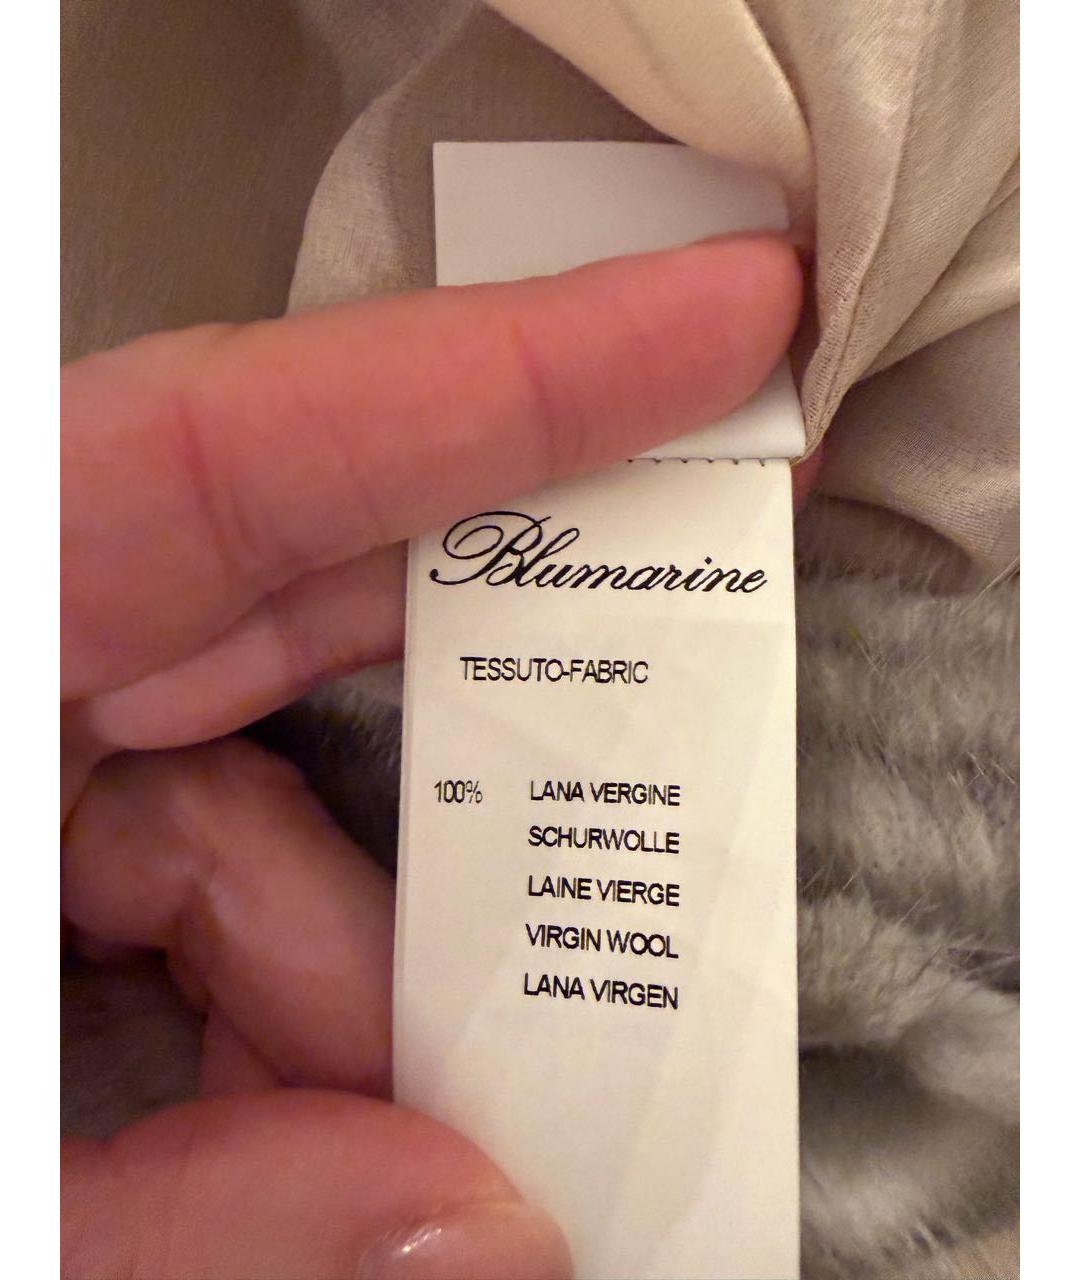 Blumarine
TESSUTO-FABRIC
100% LANA VERGINE
SCHURWOLLE
LAINE VIERGE
VIRGIN WOOL
LANA VIRGEN